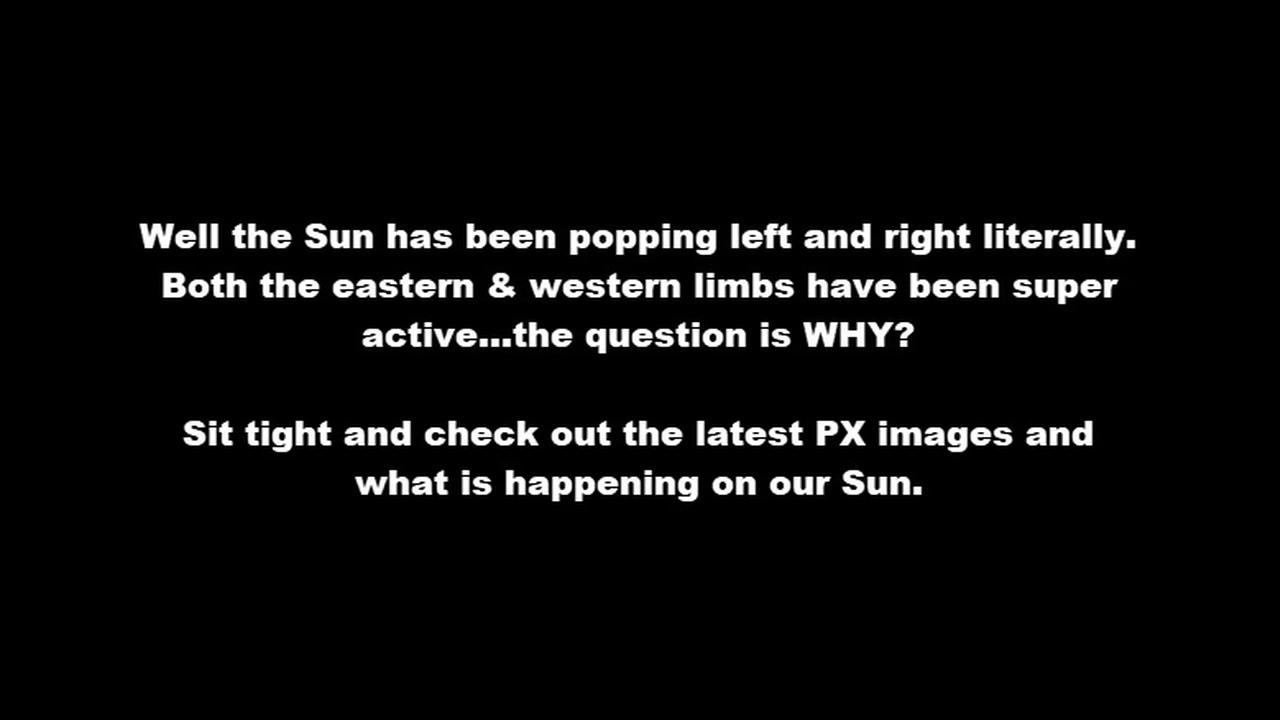 Well the Sun has been popping left and right literally.
Both the eastern & western limbs have been super
active...the question is WHY?
Sit tight and check out the latest PX images and
what is happening on our Sun.